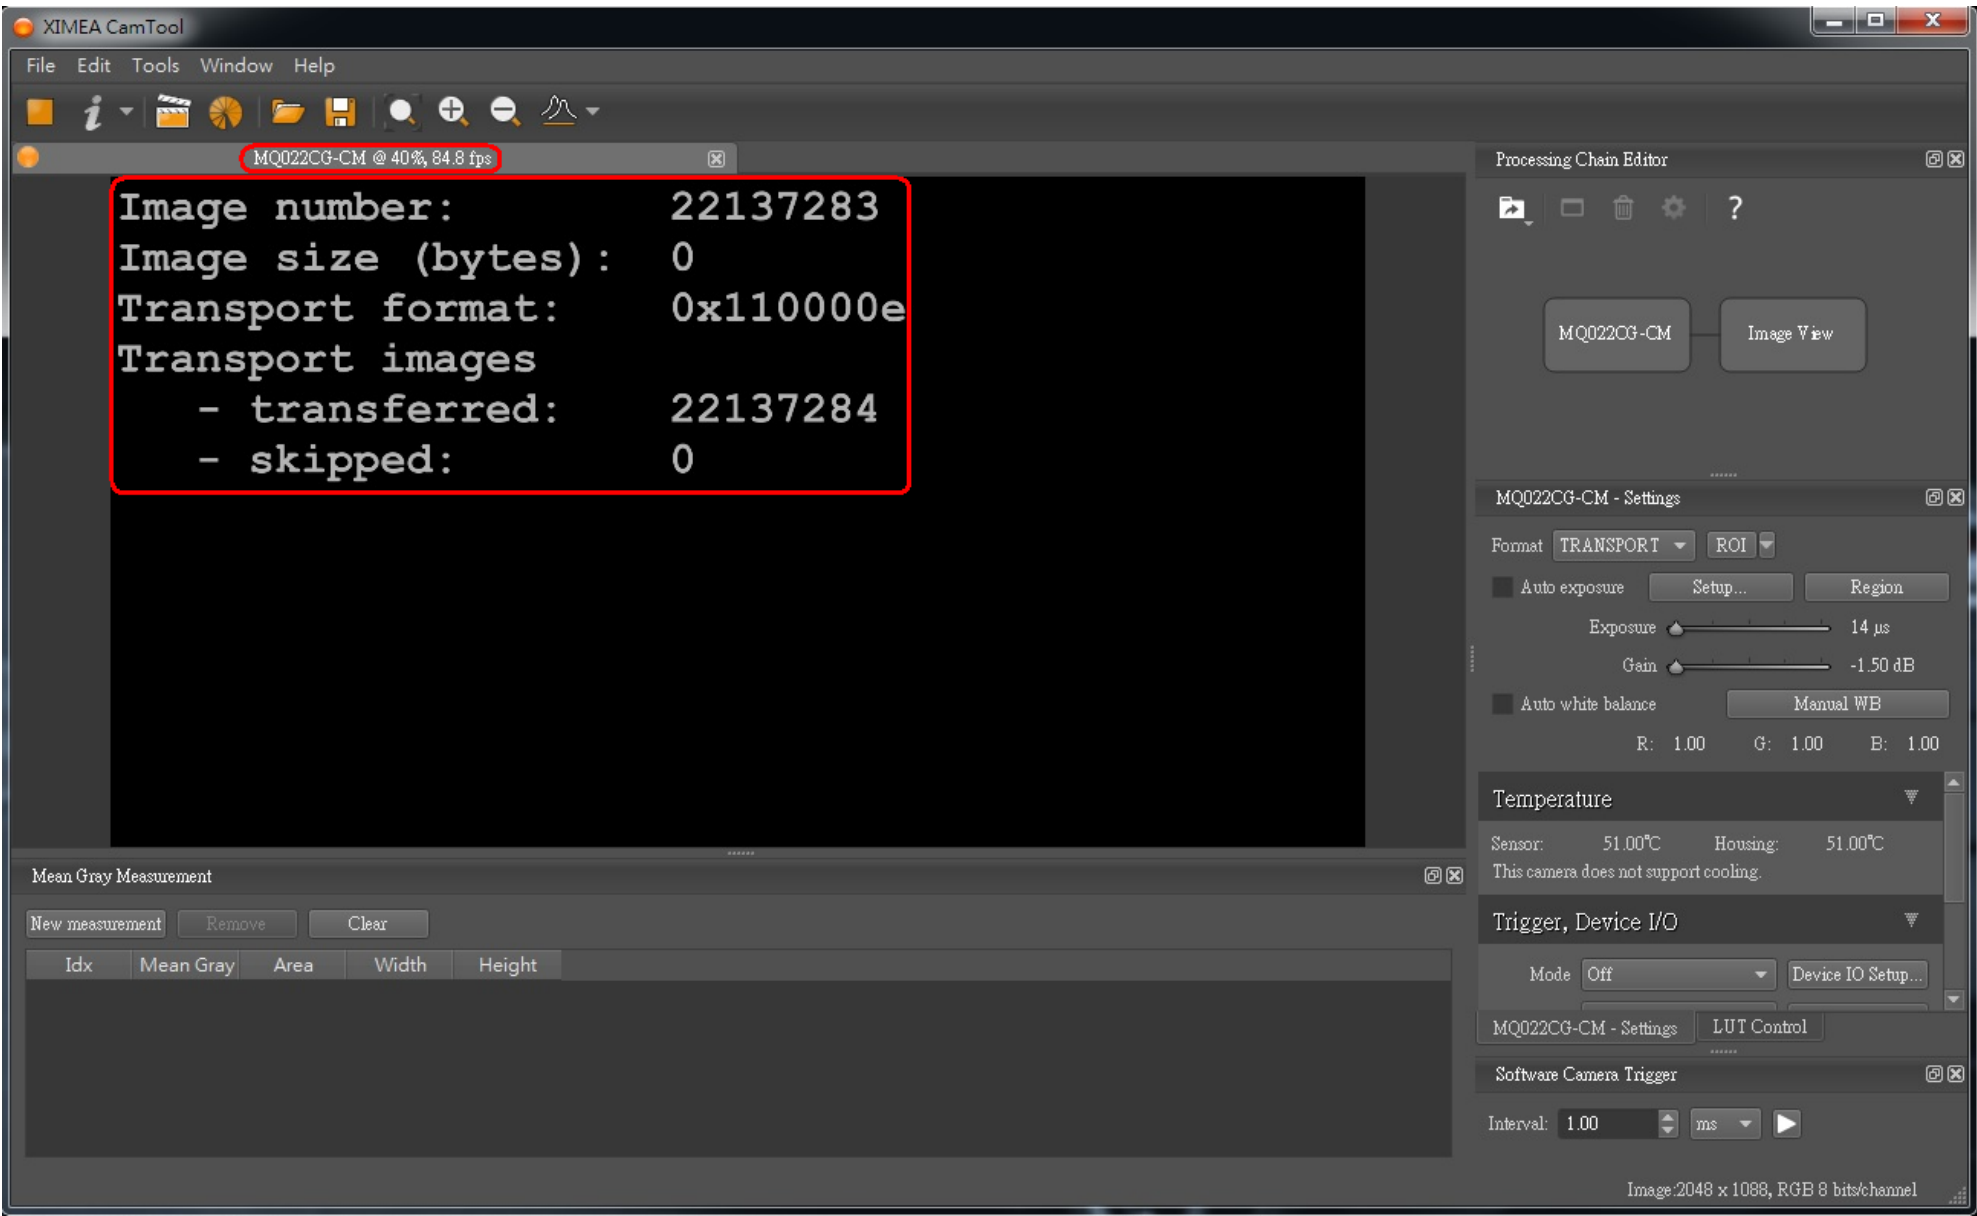 XIMEA CamTool
File Edit Tools Window Help
MQ022CG-CM @ 40%, 84.8 fps
Image number: 22137283
Image size (bytes): 0
Transport format: 0x110000e
Transport images
- transferred: 22137284
- skipped: 0
Processing Chain Editor
?
MQ022CG-CM
Image View
MQ022CG-CM - Settings
Format TRANSPORT ROI
Auto exposure Setup... Region
Exposure 14 µs
Gain -1.50 dB
Auto white balance Manual WB
R: 1.00 G: 1.00 B: 1.00
Temperature
Sensor: 51.00℃ Housing: 51.00℃
This camera does not support cooling.
Trigger, Device I/O
Mode Off Device IO Setup...
MQ022CG-CM - Settings LUT Control
Software Camera Trigger
Interval: 1.00 ms
Mean Gray Measurement
New measurement Remove Clear
Idx Mean Gray Area Width Height
Image:2048 x 1088, RGB 8 bits/channel